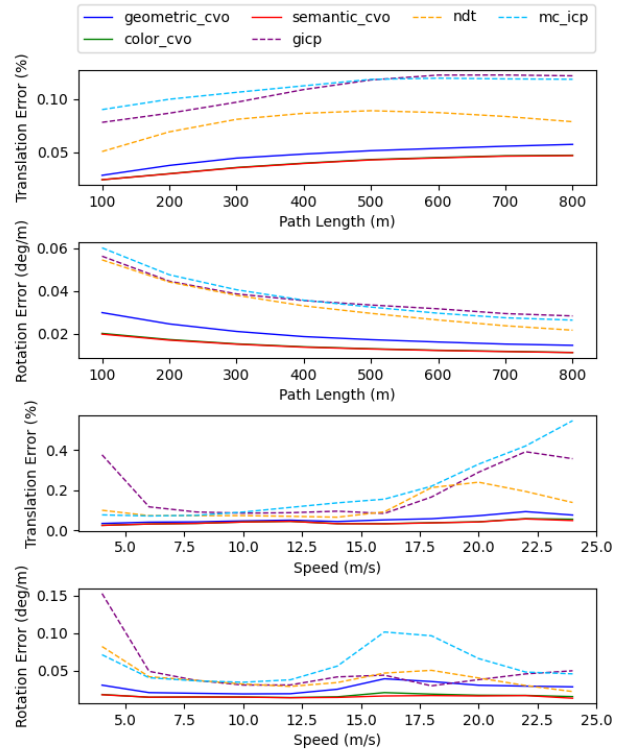 geometric_cvo semantic_cvo ndt mc_icp
color_cvo gicp
Translation Error (%)
0.10
0.05
100 200 300 400 500 600 700 800
Path Length (m)
Rotation Error (deg/m)
0.06
0.04
0.02
100 200 300 400 500 600 700 800
Path Length (m)
Translation Error (%)
0.4
0.2
0.0
5.0 7.5 10.0 12.5 15.0 17.5 20.0 22.5 25.0
Speed (m/s)
Rotation Error (deg/m)
0.15
0.10
0.05
5.0 7.5 10.0 12.5 15.0 17.5 20.0 22.5 25.0
Speed (m/s)